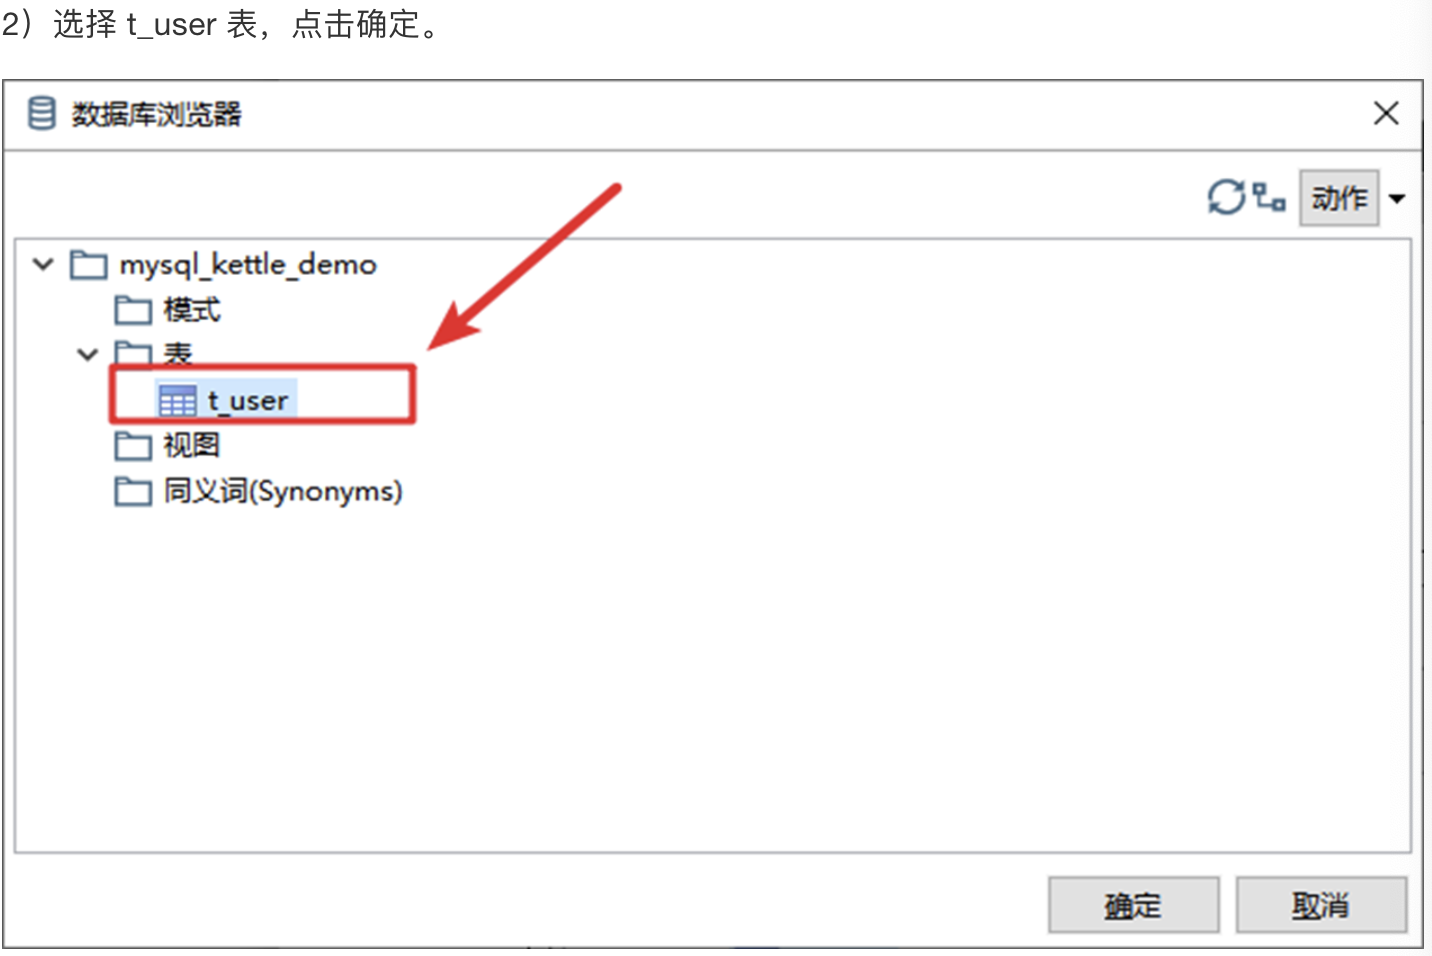 2）选择 t_user 表，点击确定。
数据库浏览器
动作
mysql_kettle_demo
模式
表
t_user
视图
同义词(Synonyms)
确定
取消